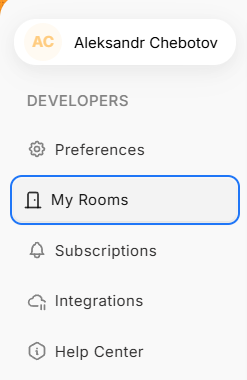 AC
Aleksandr Chebotov
DEVELOPERS
Preferences
My Rooms
Subscriptions
Integrations
Help Center